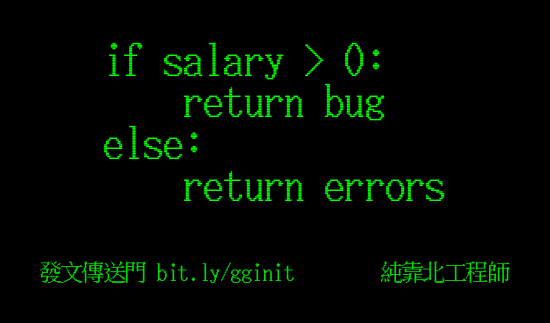 if salary > 0:
    return bug
else:
    return errors
發文傳送門 bit.ly/gginit 純靠北工程師